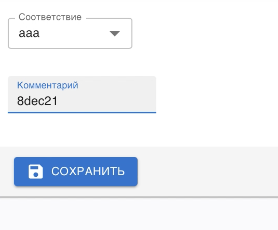 Соответствие
aaa
Комментарий
8dec21
СОХРАНИТЬ